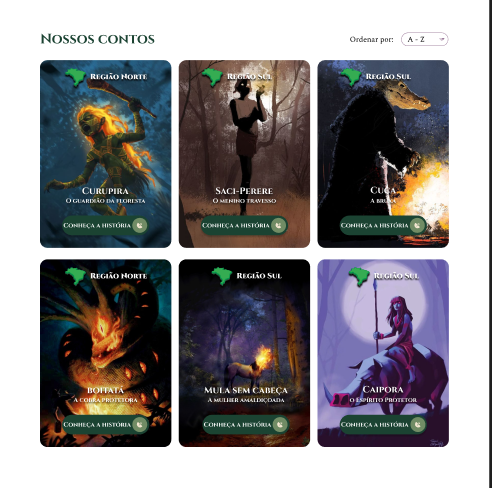 Nossos contos
Ordenar por:
A - Z
Região Norte
Curupira
O guardião da floresta
Conheça a história
Região Sul
Saci-Perere
O menino travesso
Conheça a história
Região Sul
Cuca
A bruxa
Conheça a história
Região Norte
Boitatá
A cobra protetora
Conheça a história
Região Sul
Mula sem cabeça
A mulher amaldiçoada
Conheça a história
Região Sul
Caipora
O Espírito Protetor
Conheça a história